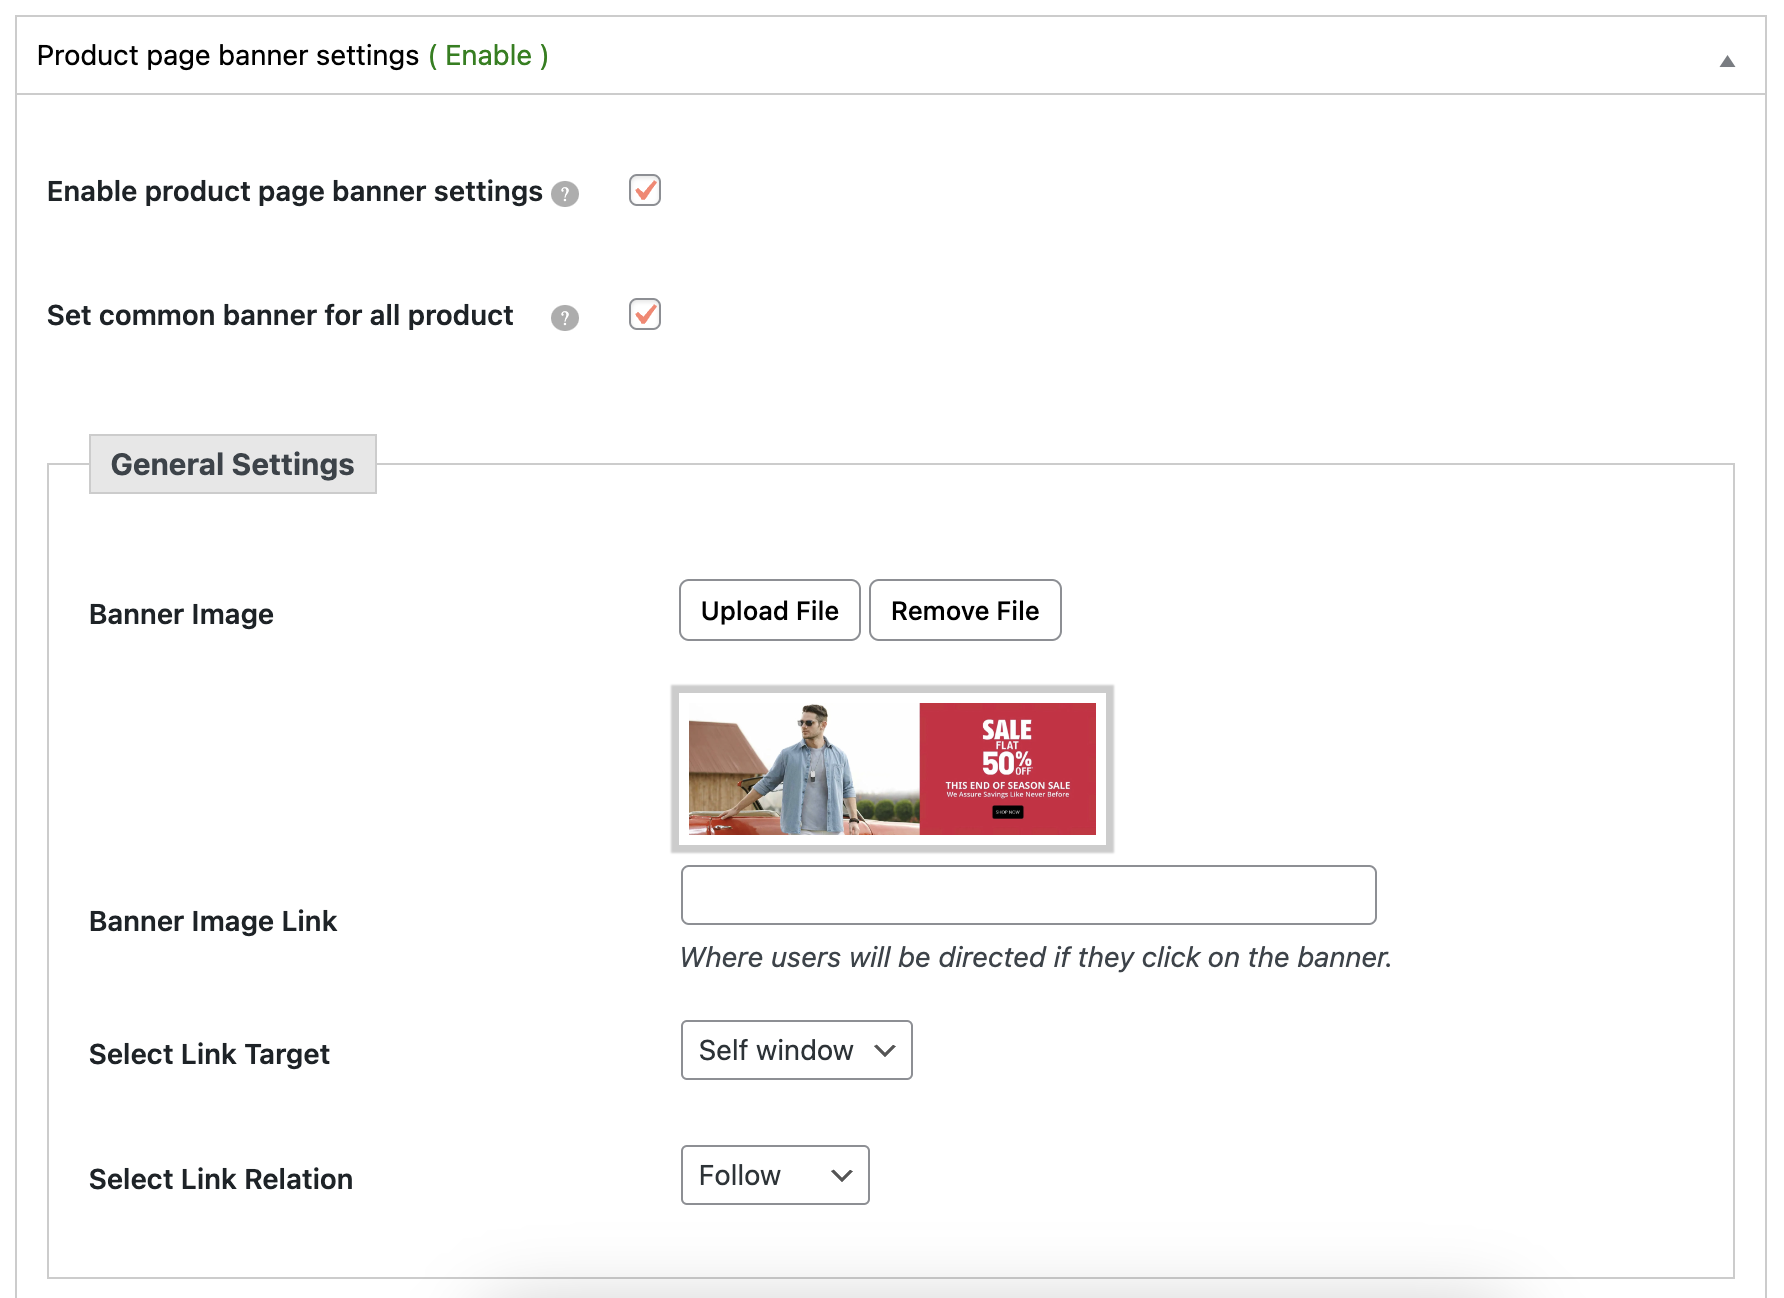 Product page banner settings ( Enable )
Enable product page banner settings ?
Set common banner for all product ?
General Settings
Banner Image
Upload File
Remove File
SALE
FLAT
50% OFF
THIS END OF SEASON SALE
We Assure Savings Like Never Before
SHOP NOW
Banner Image Link
Where users will be directed if they click on the banner.
Select Link Target
Self window
Select Link Relation
Follow